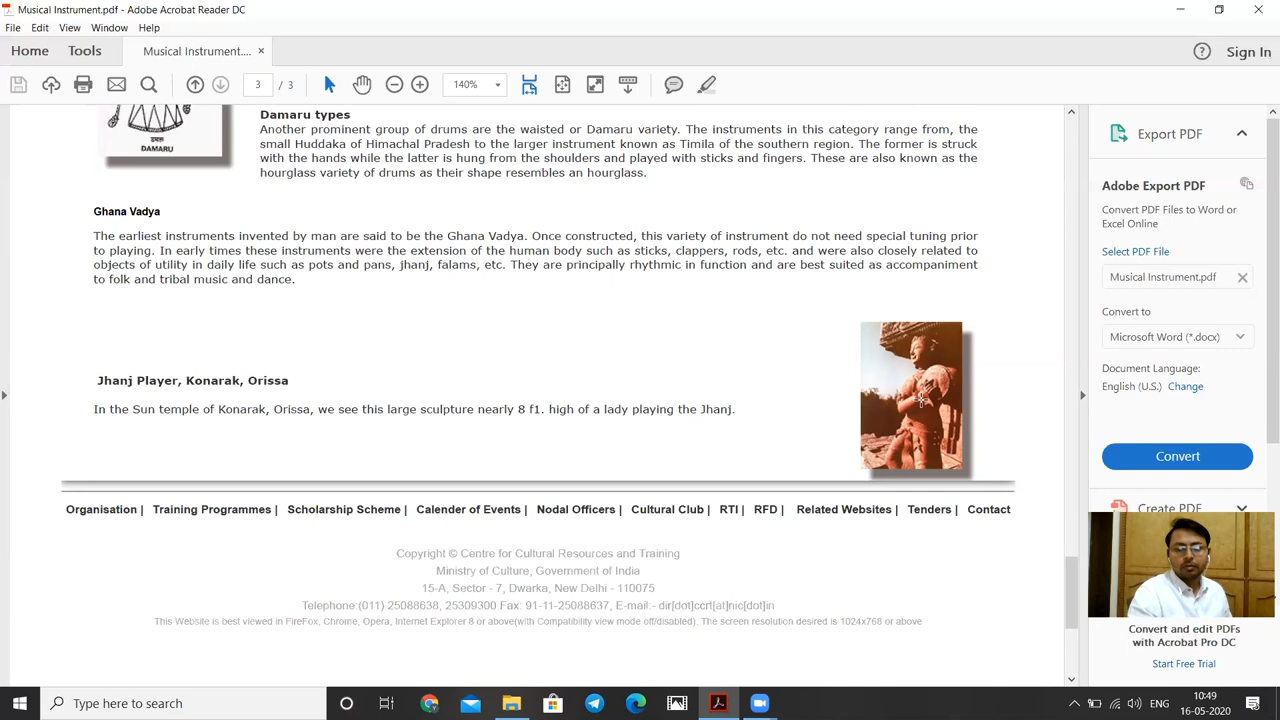 Musical Instrument.pdf - Adobe Acrobat Reader DC
File Edit View Window Help
Home Tools Musical Instrument.... × Sign In
3 / 3 140%
डमरू
DAMARU
Damaru types
Another prominent group of drums are the waisted or Damaru variety. The instruments in this category range from, the
small Huddaka of Himachal Pradesh to the larger instrument known as Timila of the southern region. The former is struck
with the hands while the latter is hung from the shoulders and played with sticks and fingers. These are also known as the
hourglass variety of drums as their shape resembles an hourglass.
Ghana Vadya
The earliest instruments invented by man are said to be the Ghana Vadya. Once constructed, this variety of instrument do not need special tuning prior
to playing. In early times these instruments were the extension of the human body such as sticks, clappers, rods, etc. and were also closely related to
objects of utility in daily life such as pots and pans, jhanj, falams, etc. They are principally rhythmic in function and are best suited as accompaniment
to folk and tribal music and dance.
Jhanj Player, Konarak, Orissa
In the Sun temple of Konarak, Orissa, we see this large sculpture nearly 8 f1. high of a lady playing the Jhanj.
Organisation | Training Programmes | Scholarship Scheme | Calender of Events | Nodal Officers | Cultural Club | RTI | RFD | Related Websites | Tenders | Contact
Copyright © Centre for Cultural Resources and Training
Ministry of Culture, Government of India
15-A, Sector - 7, Dwarka, New Delhi - 110075
Telephone:(011) 25088638, 25309300 Fax: 91-11-25088637, E-mail:- dir[dot]ccrt[at]nic[dot]in
This Website is best viewed in FireFox, Chrome, Opera, Internet Explorer 8 or above(with Compatibility view mode off/disabled). The screen resolution desired is 1024x768 or above
Export PDF
Adobe Export PDF
Convert PDF Files to Word or
Excel Online
Select PDF File
Musical Instrument.pdf
Convert to
Microsoft Word (*.docx)
Document Language:
English (U.S.) Change
Convert
Create PDF
Convert and edit PDFs
with Acrobat Pro DC
Start Free Trial
Type here to search
ENG
10:49
16-05-2020